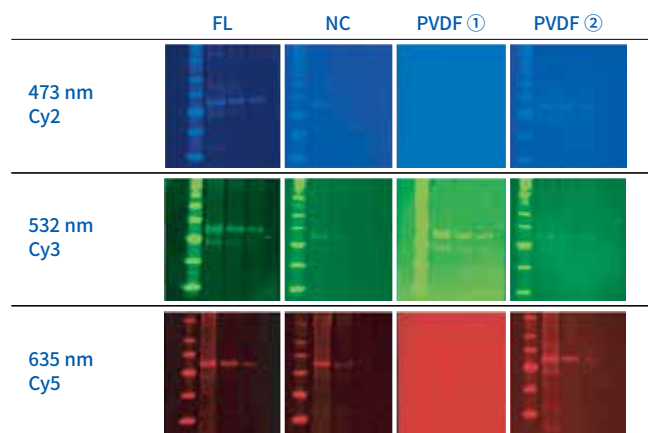 FL NC PVDF ① PVDF ②
473 nm
Cy2
532 nm
Cy3
635 nm
Cy5